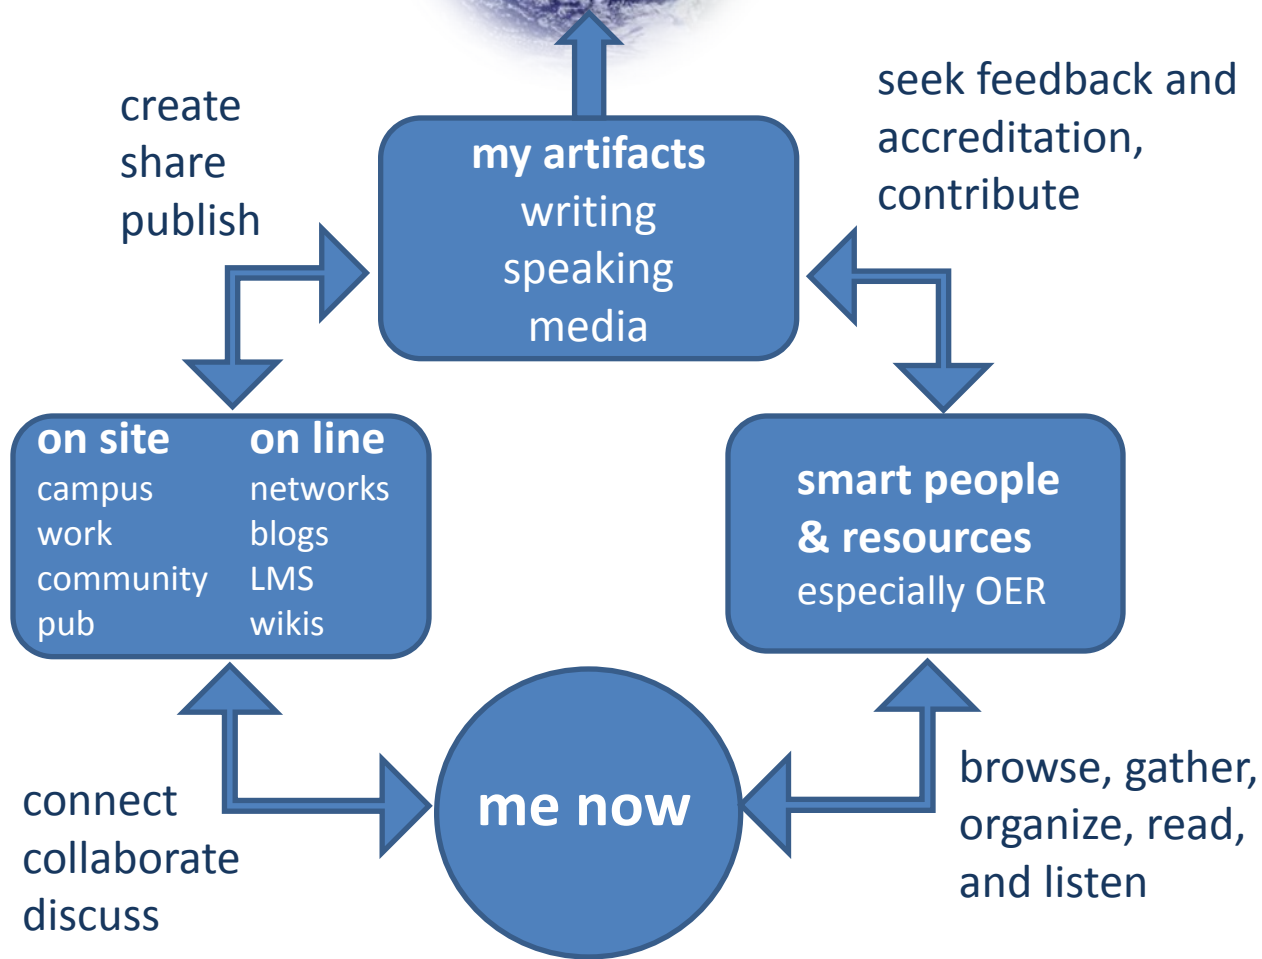 create
share
publish
my artifacts
writing
speaking
media
seek feedback and
accreditation,
contribute
on site
campus
work
community
pub
on line
networks
blogs
LMS
wikis
smart people
& resources
especially OER
connect
collaborate
discuss
me now
browse, gather,
organize, read,
and listen